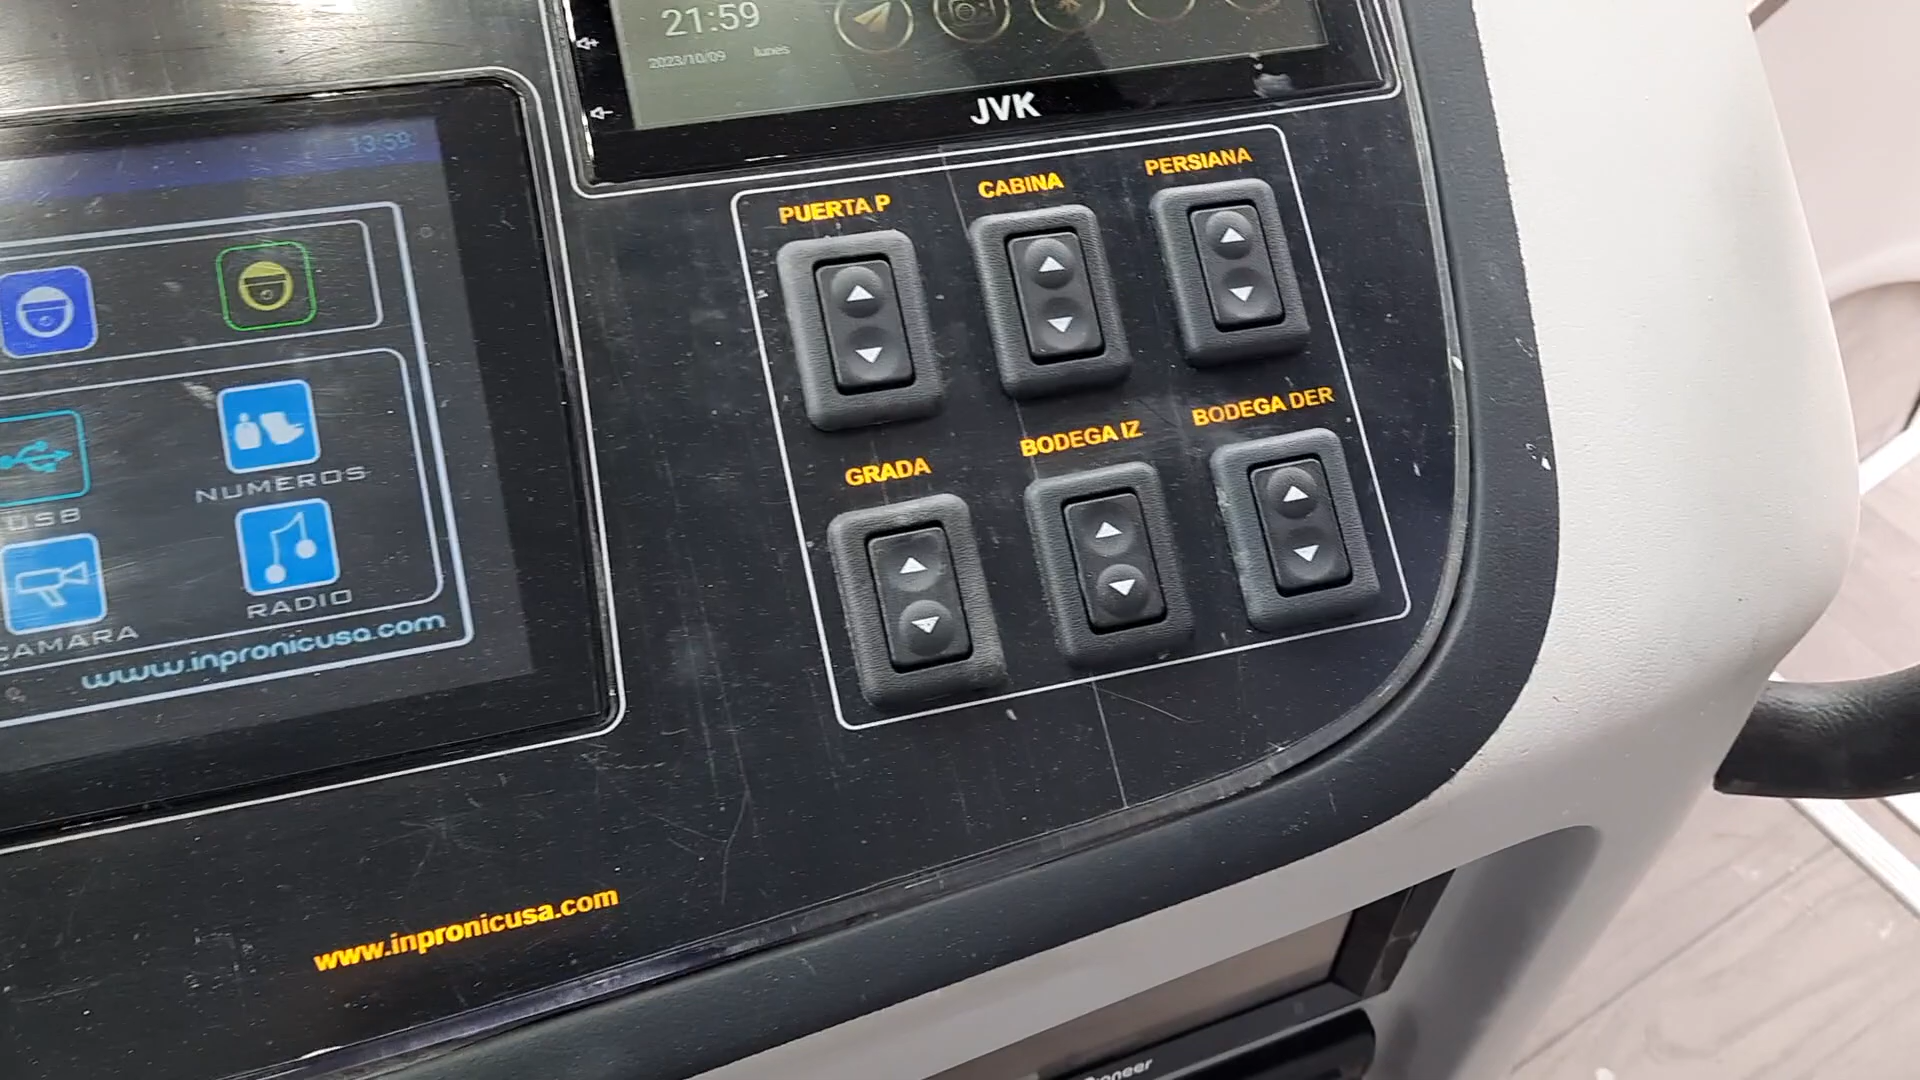 21:59
2023/10/09 lunes
JVK
13:59
PUERTA P
CABINA
PERSIANA
GRADA
BODEGA IZ
BODEGA DER
NUMEROS
USB
RADIO
CAMARA
www.inpronicusa.com
www.inpronicusa.com